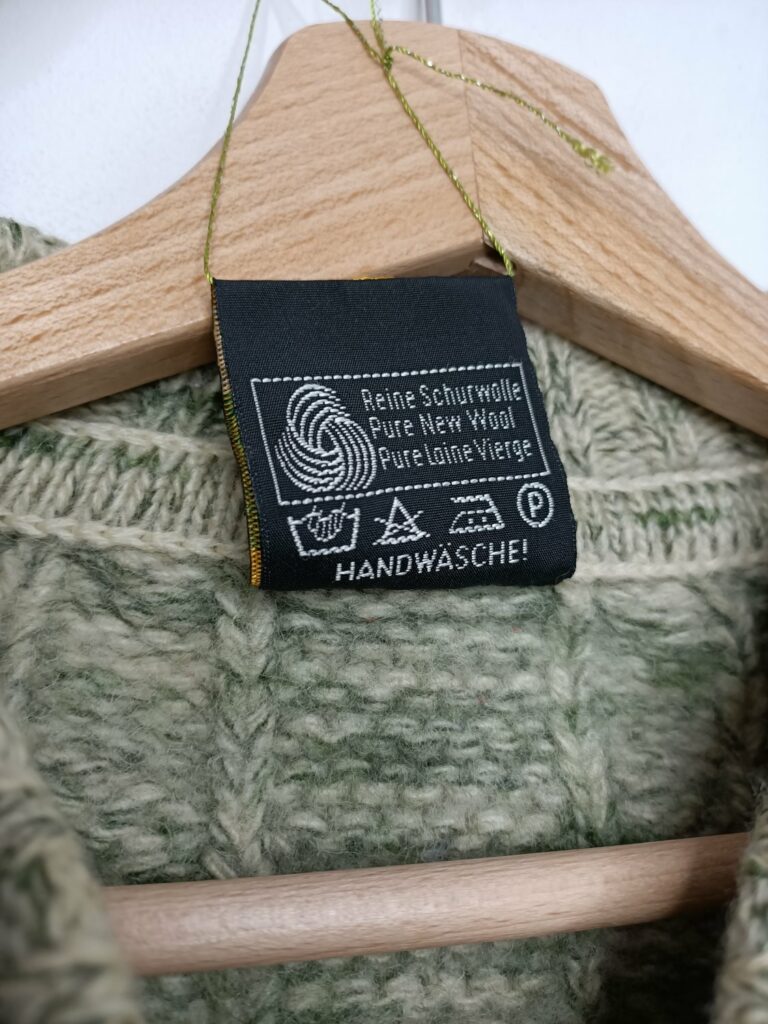 Reine Schurwolle
Pure New Wool
Pure Laine Vierge
P
HANDWÄSCHE!